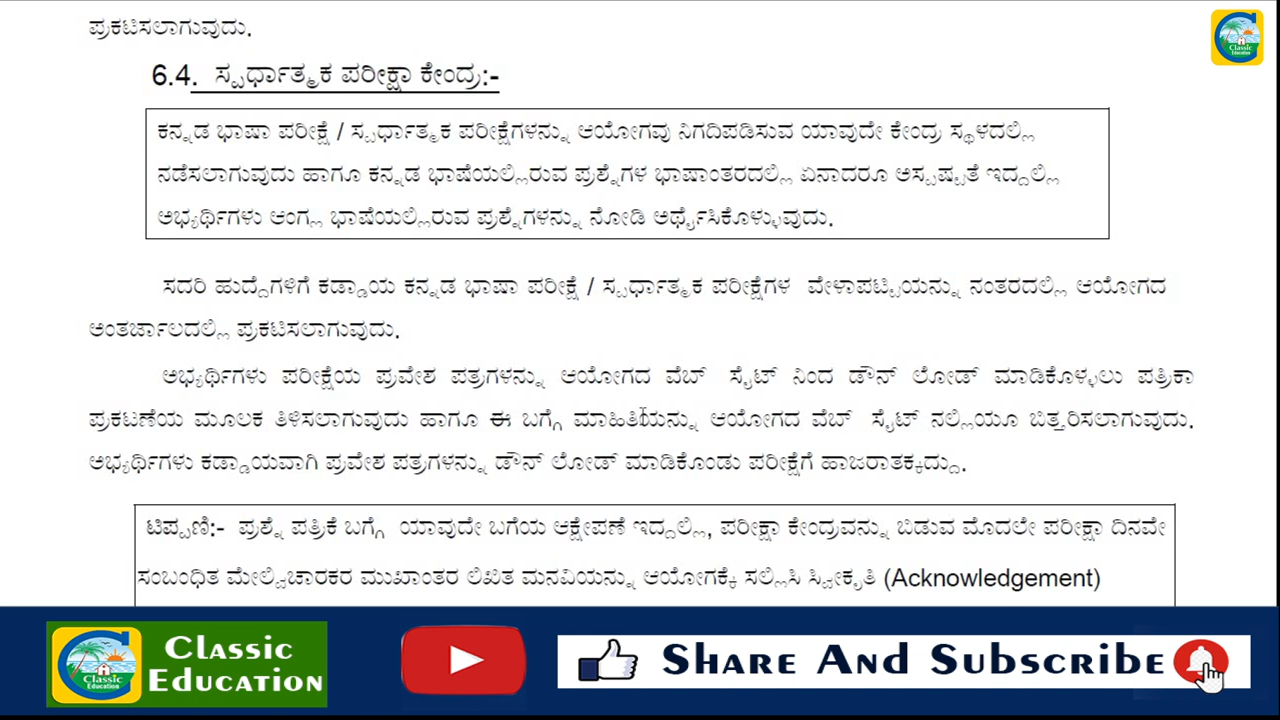 ಪ್ರಕಟಿಸಲಾಗುವುದು.
Classic
Education
6.4. ಸ್ಪರ್ಧಾತ್ಮಕ ಪರೀಕ್ಷಾ ಕೇಂದ್ರ:-
ಕನ್ನಡ ಭಾಷಾ ಪರೀಕ್ಷೆ / ಸ್ಪರ್ಧಾತ್ಮಕ ಪರೀಕ್ಷೆಗಳನ್ನು ಆಯೋಗವು ನಿಗದಿಪಡಿಸುವ ಯಾವುದೇ ಕೇಂದ್ರ ಸ್ಥಳದಲ್ಲಿ
ನಡೆಸಲಾಗುವುದು ಹಾಗೂ ಕನ್ನಡ ಭಾಷೆಯಲ್ಲಿರುವ ಪ್ರಶ್ನೆಗಳ ಭಾಷಾಂತರದಲ್ಲಿ ಏನಾದರೂ ಅಸ್ಪಷ್ಟತೆ ಇದ್ದಲ್ಲಿ
ಅಭ್ಯರ್ಥಿಗಳು ಆಂಗ್ಲ ಭಾಷೆಯಲ್ಲಿರುವ ಪ್ರಶ್ನೆಗಳನ್ನು ನೋಡಿ ಅರ್ಥೈಸಿಕೊಳ್ಳುವುದು.
ಸದರಿ ಹುದ್ದೆಗಳಿಗೆ ಕಡ್ಡಾಯ ಕನ್ನಡ ಭಾಷಾ ಪರೀಕ್ಷೆ / ಸ್ಪರ್ಧಾತ್ಮಕ ಪರೀಕ್ಷೆಗಳ ವೇಳಾಪಟ್ಟಿಯನ್ನು ನಂತರದಲ್ಲಿ ಆಯೋಗದ
ಅಂತರ್ಜಾಲದಲ್ಲಿ ಪ್ರಕಟಿಸಲಾಗುವುದು.
ಅಭ್ಯರ್ಥಿಗಳು ಪರೀಕ್ಷೆಯ ಪ್ರವೇಶ ಪತ್ರಗಳನ್ನು ಆಯೋಗದ ವೆಬ್ ಸೈಟ್ ನಿಂದ ಡೌನ್ ಲೋಡ್ ಮಾಡಿಕೊಳ್ಳಲು ಪತ್ರಿಕಾ
ಪ್ರಕಟಣೆಯ ಮೂಲಕ ತಿಳಿಸಲಾಗುವುದು ಹಾಗೂ ಈ ಬಗ್ಗೆ ಮಾಹಿತಿಯನ್ನು ಆಯೋಗದ ವೆಬ್ ಸೈಟ್ ನಲ್ಲಿಯೂ ಬಿತ್ತರಿಸಲಾಗುವುದು.
ಅಭ್ಯರ್ಥಿಗಳು ಕಡ್ಡಾಯವಾಗಿ ಪ್ರವೇಶ ಪತ್ರಗಳನ್ನು ಡೌನ್ ಲೋಡ್ ಮಾಡಿಕೊಂಡು ಪರೀಕ್ಷೆಗೆ ಹಾಜರಾತಕ್ಕದ್ದು.
ಟಿಪ್ಪಣಿ:- ಪ್ರಶ್ನೆ ಪತ್ರಿಕೆ ಬಗ್ಗೆ ಯಾವುದೇ ಬಗೆಯ ಆಕ್ಷೇಪಣೆ ಇದ್ದಲ್ಲಿ, ಪರೀಕ್ಷಾ ಕೇಂದ್ರವನ್ನು ಬಿಡುವ ಮೊದಲೇ ಪರೀಕ್ಷಾ ದಿನವೇ
ಸಂಬಂಧಿತ ಮೇಲ್ವಿಚಾರಕರ ಮುಖಾಂತರ ಲಿಖಿತ ಮನವಿಯನ್ನು ಆಯೋಗಕ್ಕೆ ಸಲ್ಲಿಸಿ ಸ್ವೀಕೃತಿ (Acknowledgement)
Classic
Education
Classic
Education
Share And Subscribe